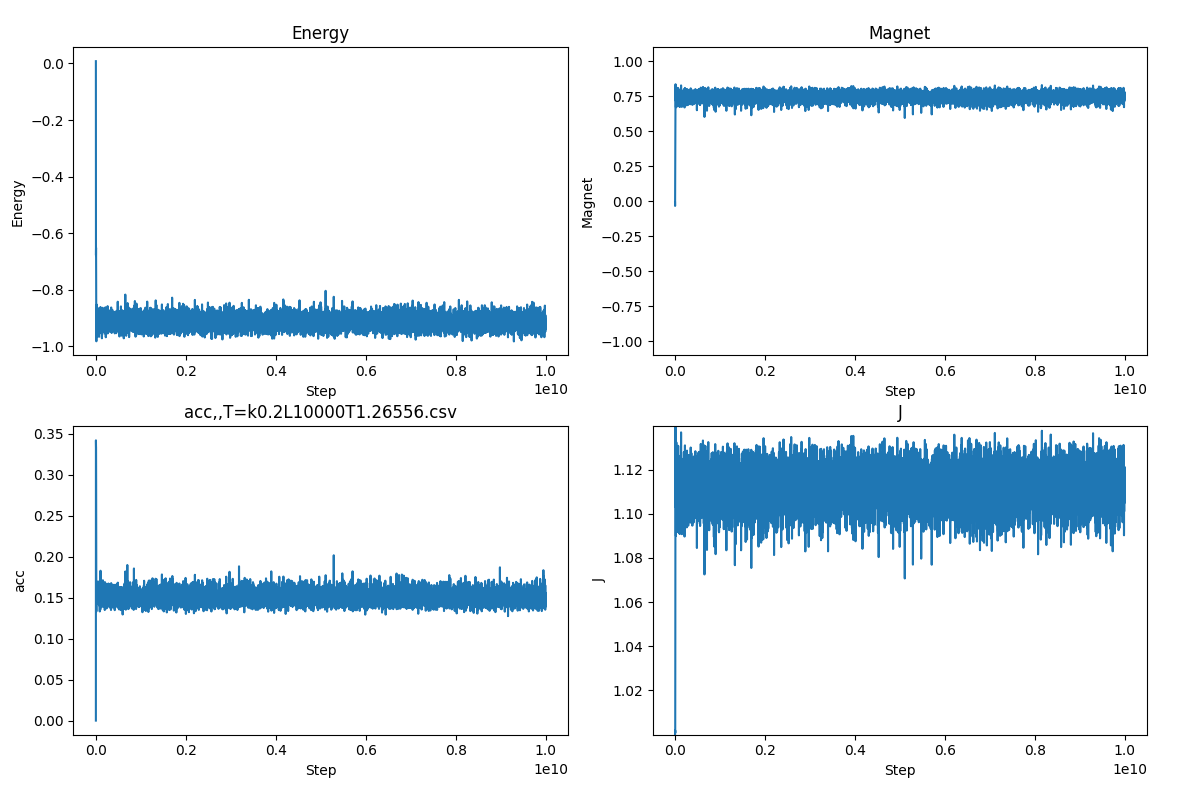 Energy
Energy
0.0
−0.2
−0.4
−0.6
−0.8
−1.0
0.0 0.2 0.4 0.6 0.8 1.0
1e10
Step
Magnet
Magnet
1.00
0.75
0.50
0.25
0.00
−0.25
−0.50
−0.75
−1.00
0.0 0.2 0.4 0.6 0.8 1.0
1e10
Step
acc,,T=k0.2L10000T1.26556.csv
acc
0.35
0.30
0.25
0.20
0.15
0.10
0.05
0.00
0.0 0.2 0.4 0.6 0.8 1.0
1e10
Step
J
J
1.12
1.10
1.08
1.06
1.04
1.02
0.0 0.2 0.4 0.6 0.8 1.0
1e10
Step